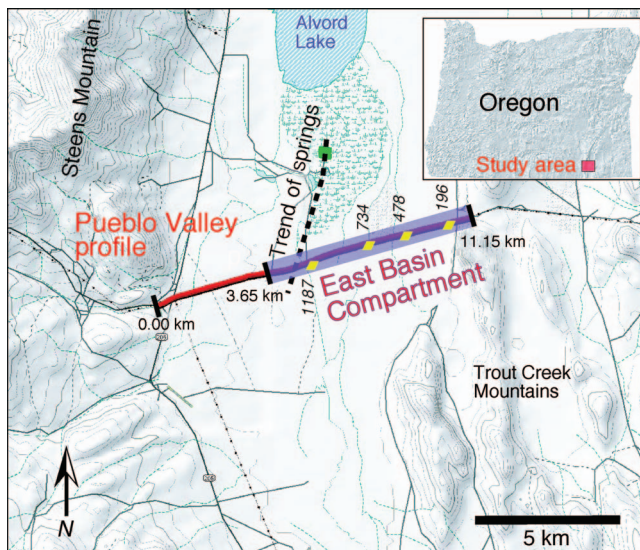 Alvord
Lake
Oregon
Study area
Steens Mountain
Trend of springs
Pueblo Valley
profile
734
478
196
11.15 km
3.65 km
1187
East Basin
Compartment
0.00 km
205
Trout Creek
Mountains
N
5 km